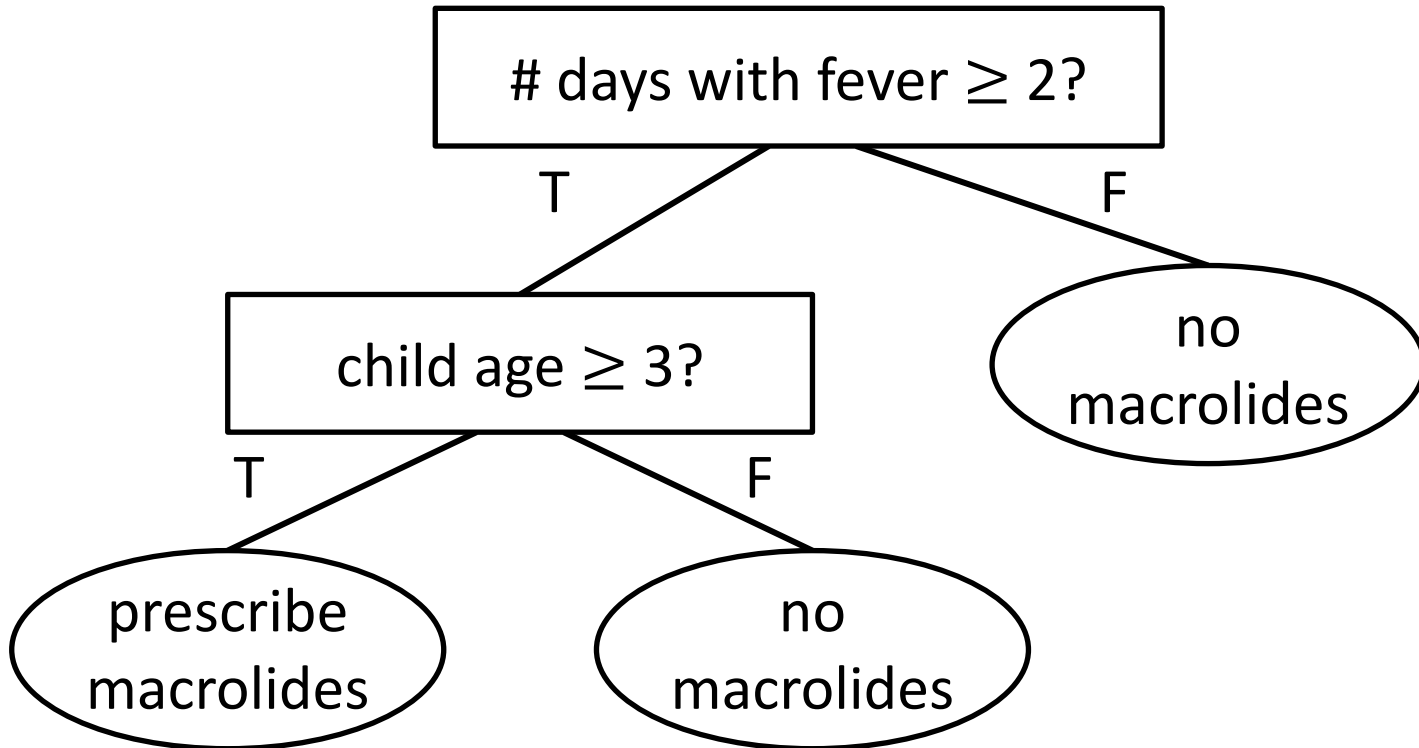 # days with fever ≥ 2?
T
F
child age ≥ 3?
no
macrolides
T
F
prescribe
macrolides
no
macrolides